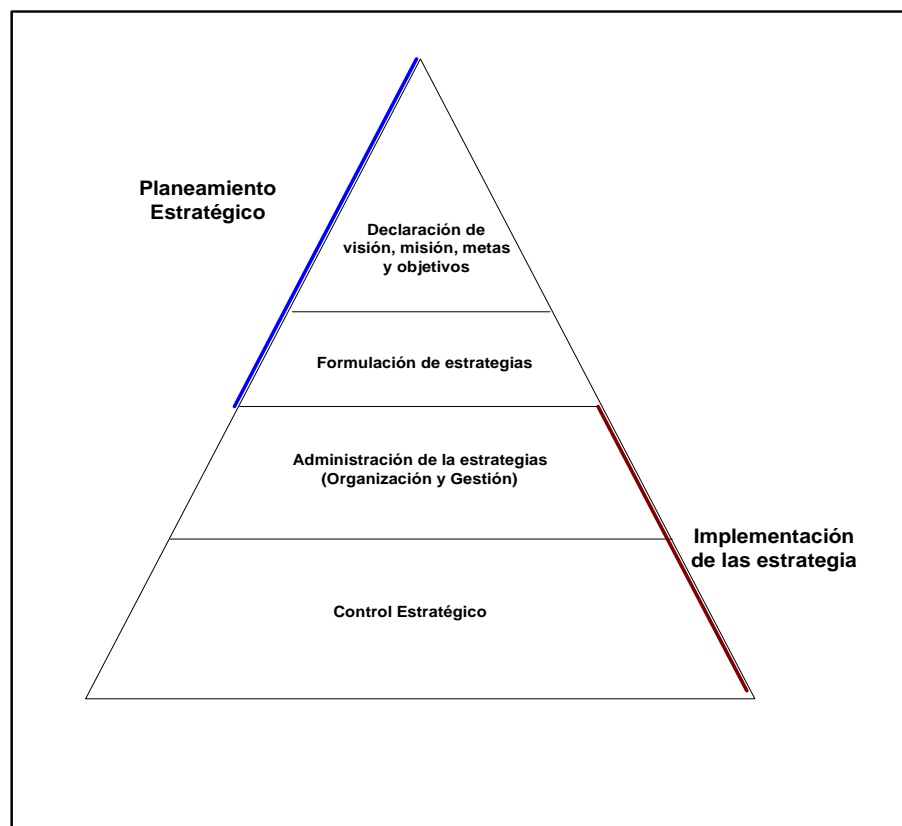 Planeamiento
Estratégico
Declaración de
visión, misión, metas
y objetivos
Formulación de estrategias
Administración de la estrategias
(Organización y Gestión)
Implementación
de las estrategia
Control Estratégico